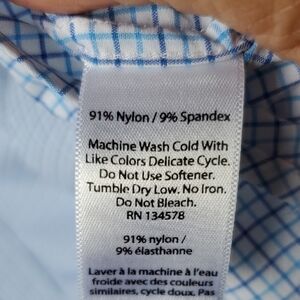 91% Nylon / 9% Spandex
Machine Wash Cold With
Like Colors Delicate Cycle.
Do Not Use Softener.
Tumble Dry Low. No Iron.
Do Not Bleach.
RN 134578
91% nylon /
9% élasthanne
Laver à la machine à l'eau
froide avec des couleurs
similaires, cycle doux. Pas